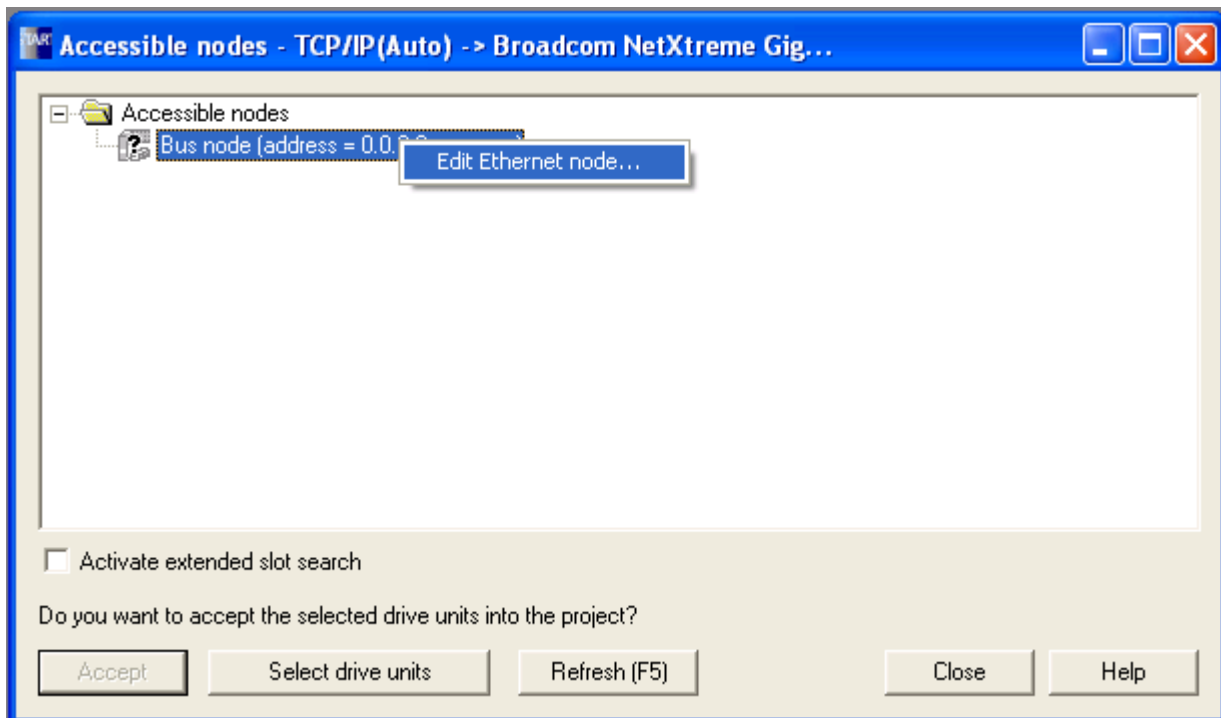 Accessible nodes - TCP/IP(Auto) -> Broadcom NetXtreme Gig...
Accessible nodes
Bus node (address = 0.0.
Edit Ethernet node...
Activate extended slot search
Do you want to accept the selected drive units into the project?
Accept
Select drive units
Refresh (F5)
Close
Help